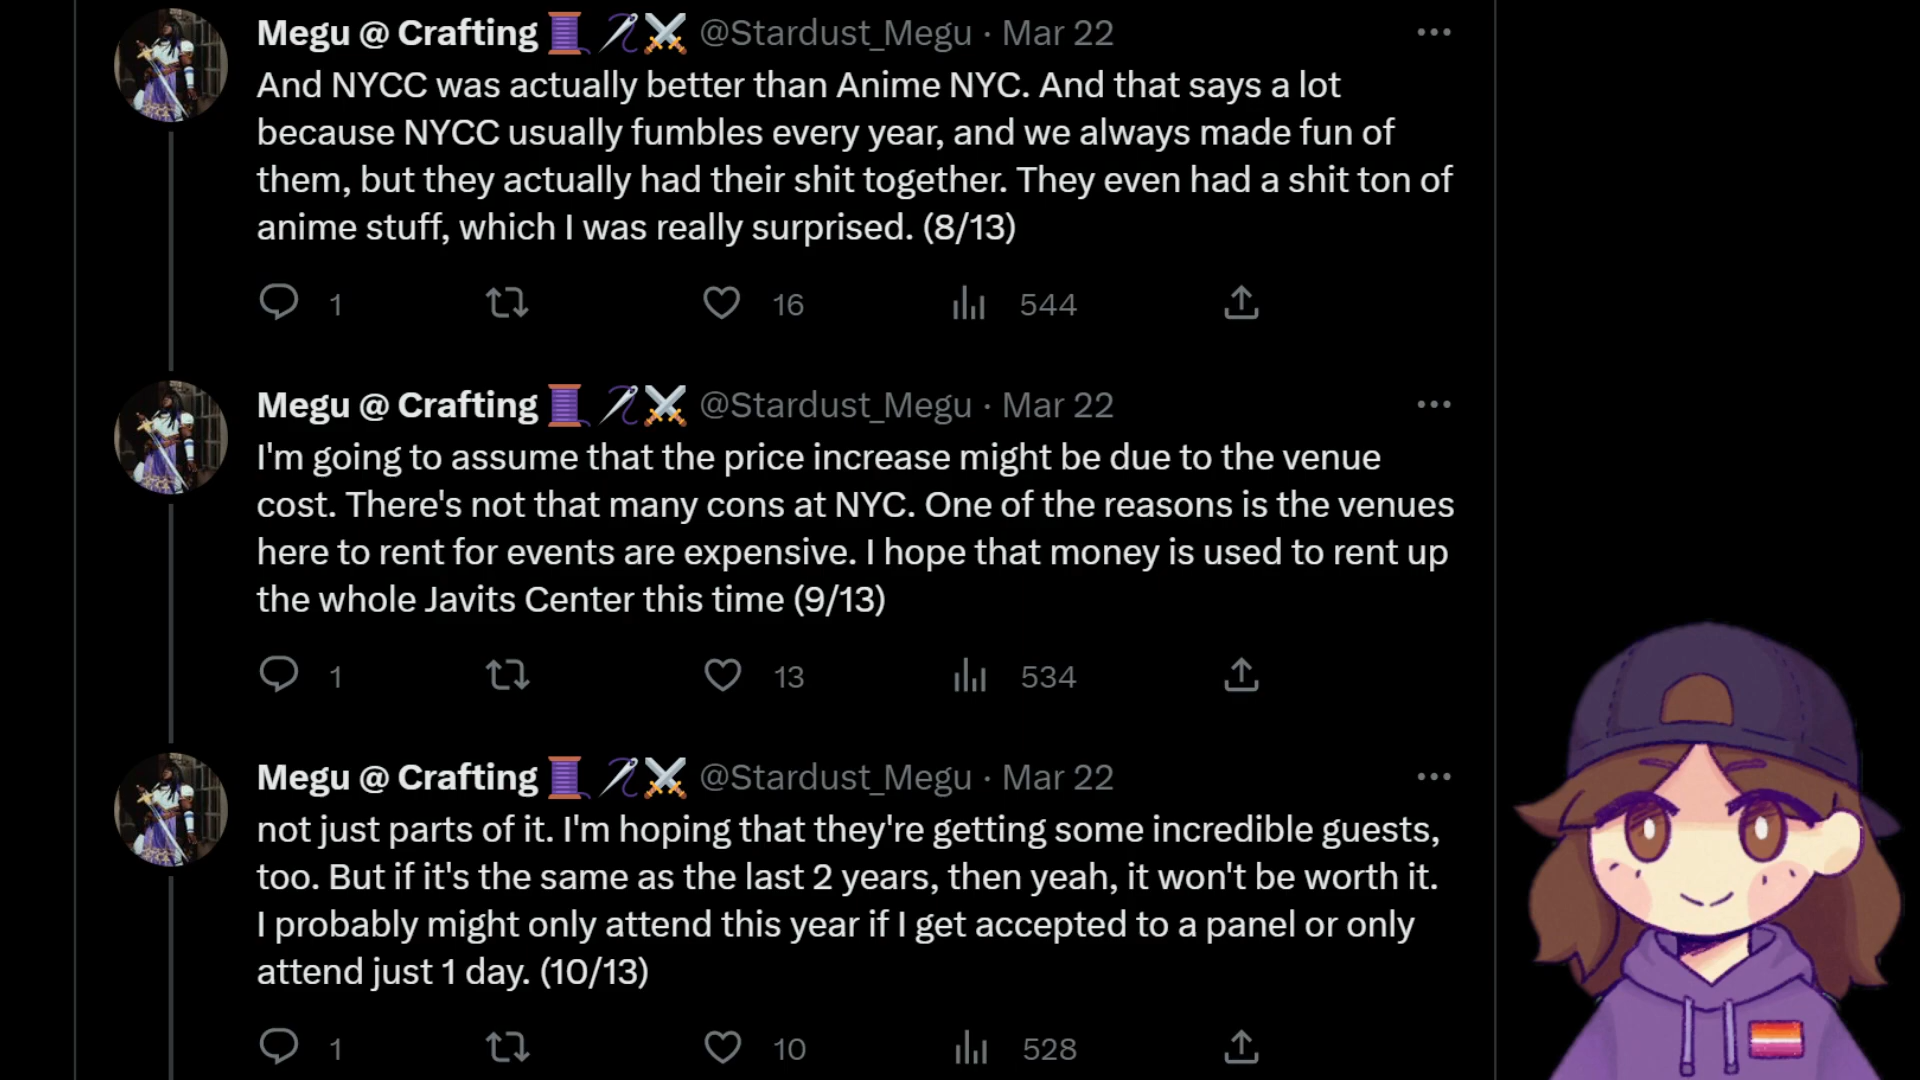 Megu @ Crafting🧵🪡⚔️ @Stardust_Megu · Mar 22
And NYCC was actually better than Anime NYC. And that says a lot
because NYCC usually fumbles every year, and we always made fun of
them, but they actually had their shit together. They even had a shit ton of
anime stuff, which I was really surprised. (8/13)
1 16 544
Megu @ Crafting🧵🪡⚔️ @Stardust_Megu · Mar 22
I'm going to assume that the price increase might be due to the venue
cost. There's not that many cons at NYC. One of the reasons is the venues
here to rent for events are expensive. I hope that money is used to rent up
the whole Javits Center this time (9/13)
1 13 534
Megu @ Crafting🧵🪡⚔️ @Stardust_Megu · Mar 22
not just parts of it. I'm hoping that they're getting some incredible guests,
too. But if it's the same as the last 2 years, then yeah, it won't be worth it.
I probably might only attend this year if I get accepted to a panel or only
attend just 1 day. (10/13)
1 10 528